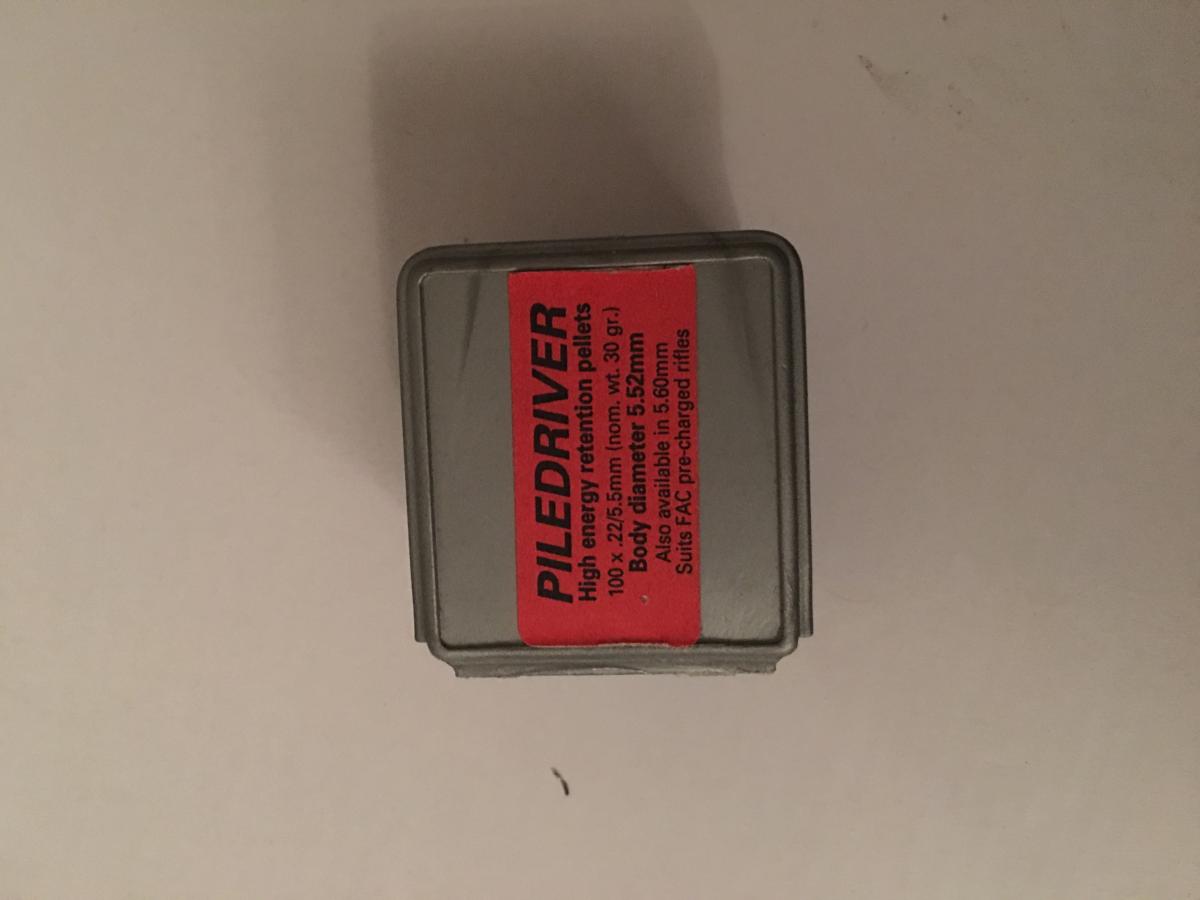 PILEDRIVER
High energy retention pellets
100 x .22/5.5mm (nom. wt. 30 gr.)
Body diameter 5.52mm
Also available in 5.60mm
Suits FAC pre-charged rifles